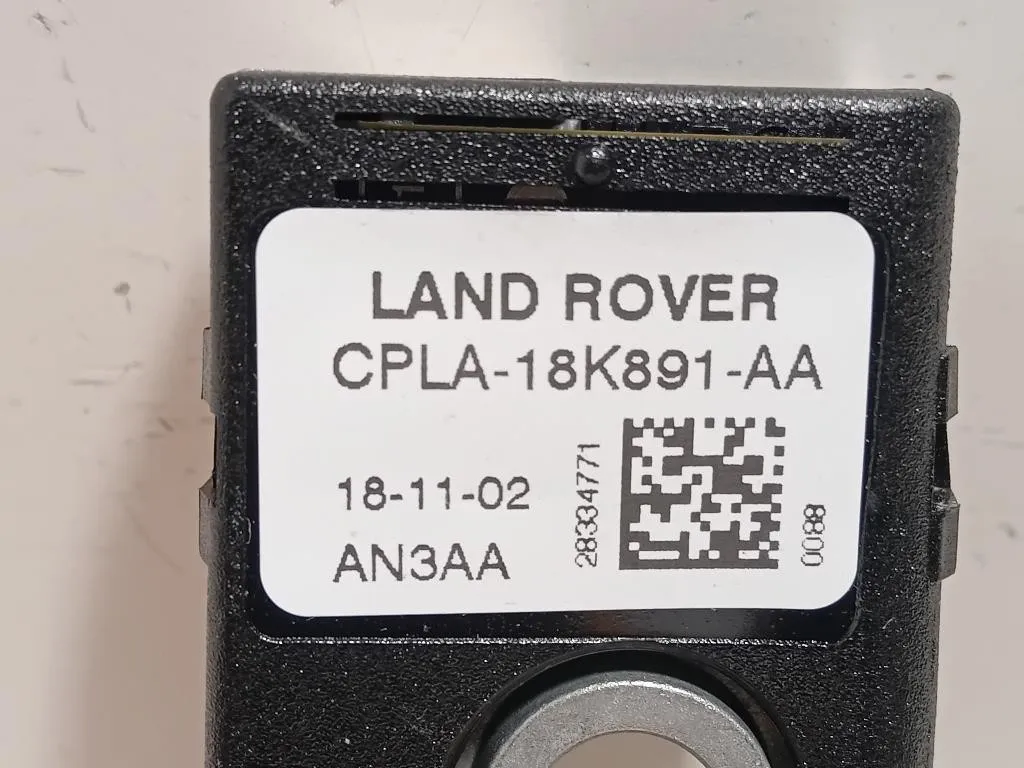 LAND ROVER
CPLA-18K891-AA
18-11-02
AN3AA
28334771
0088